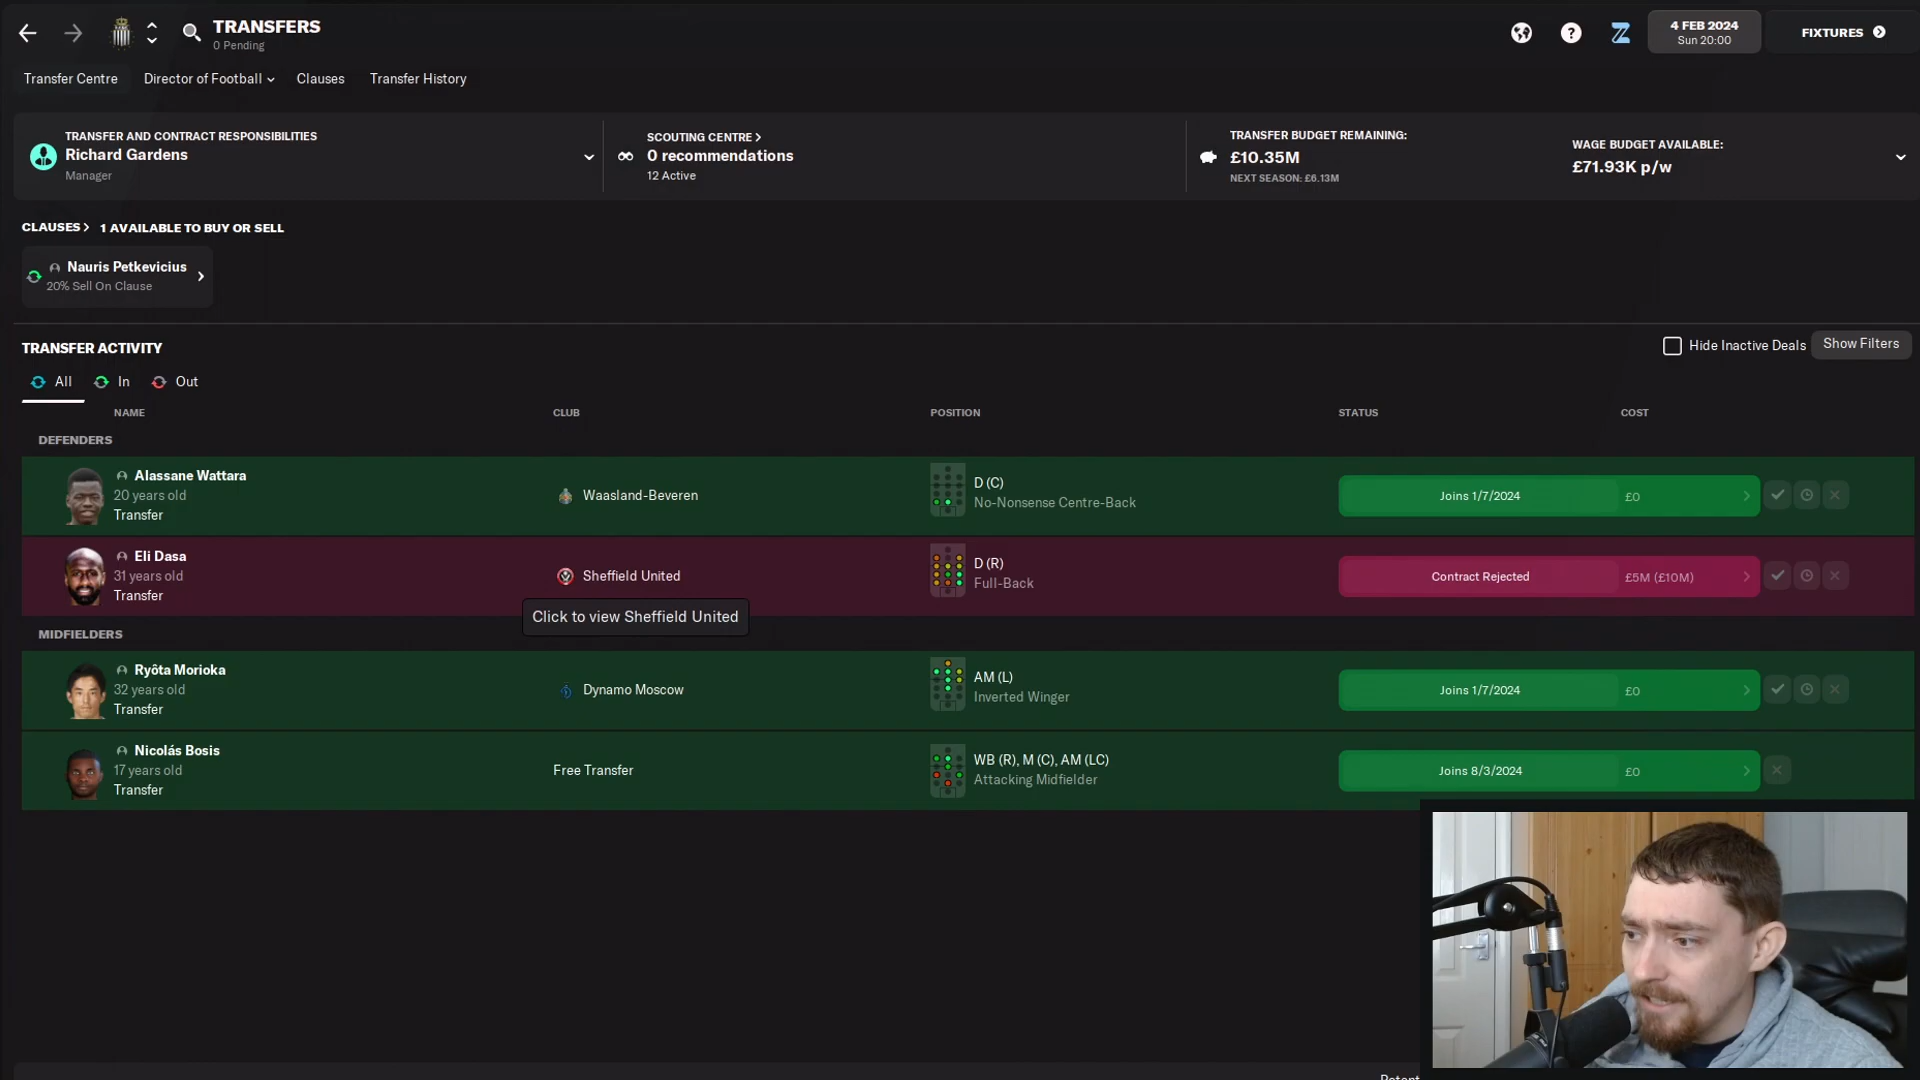 TRANSFERS
0 Pending
4 FEB 2024
Sun 20:00
FIXTURES
Transfer Centre
Director of Football
Clauses
Transfer History
TRANSFER AND CONTRACT RESPONSIBILITIES
Richard Gardens
Manager
SCOUTING CENTRE
0 recommendations
12 Active
TRANSFER BUDGET REMAINING:
£10.35M
NEXT SEASON: £6.13M
WAGE BUDGET AVAILABLE:
£71.93K p/w
CLAUSES
1 AVAILABLE TO BUY OR SELL
Nauris Petkevicius
20% Sell On Clause
TRANSFER ACTIVITY
Hide Inactive Deals
Show Filters
All
In
Out
NAME
CLUB
POSITION
STATUS
COST
DEFENDERS
Alassane Wattara
20 years old
Transfer
Waasland-Beveren
D (C)
No-Nonsense Centre-Back
Joins 1/7/2024
£0
Eli Dasa
31 years old
Transfer
Sheffield United
D (R)
Full-Back
Contract Rejected
£5M (£10M)
Click to view Sheffield United
MIDFIELDERS
Ryôta Morioka
32 years old
Transfer
Dynamo Moscow
AM (L)
Inverted Winger
Joins 1/7/2024
£0
Nicolás Bosis
17 years old
Transfer
Free Transfer
WB (R), M (C), AM (LC)
Attacking Midfielder
Joins 8/3/2024
£0